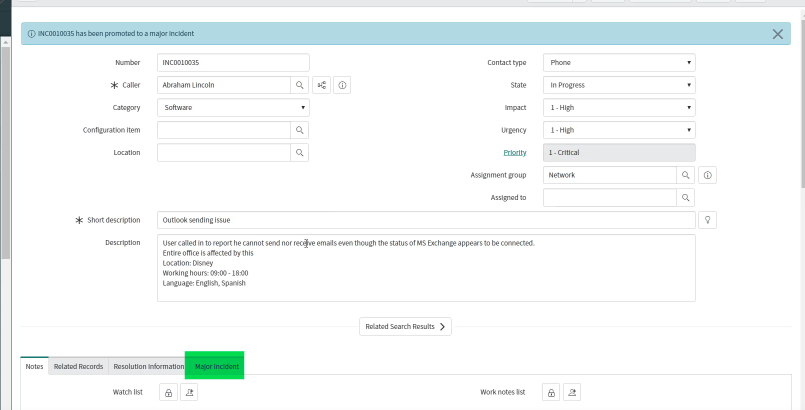 INC0010035 has been promoted to a major incident
Number INC0010035
Contact type Phone
Caller Abraham Lincoln
State In Progress
Category Software
Impact 1 - High
Configuration item
Urgency 1 - High
Location
Priority 1 - Critical
Assignment group Network
Assigned to
Short description Outlook sending issue
Description User called in to report he cannot send nor receive emails even though the status of MS Exchange appears to be connected.
Entire office is affected by this
Location: Disney
Working hours: 09:00 - 18:00
Language: English, Spanish
Related Search Results
Notes Related Records Resolution Information Major Incident
Watch list Work notes list